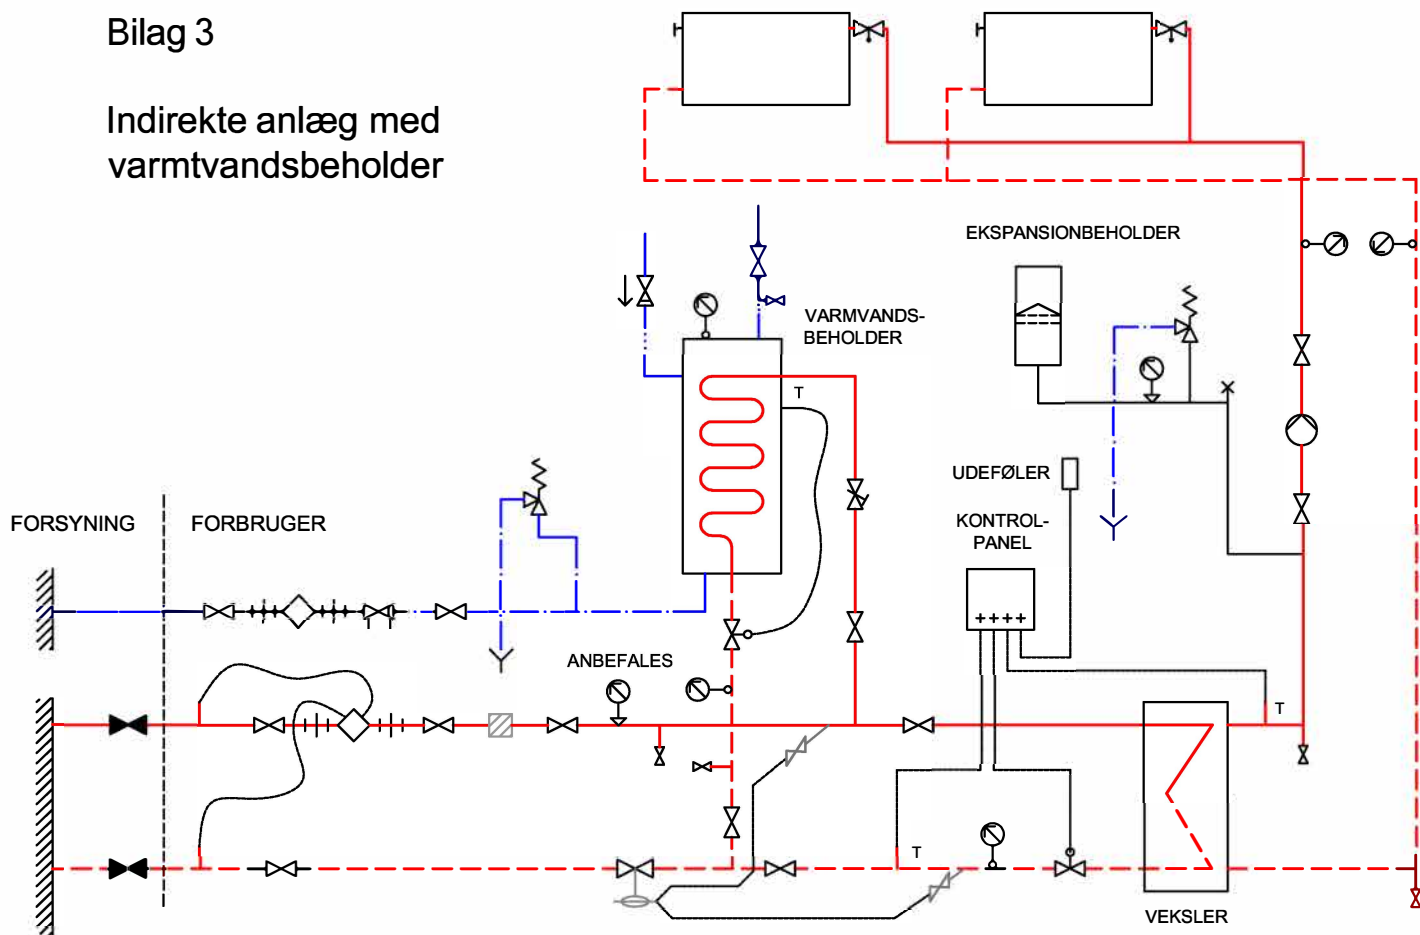 Bilag 3
Indirekte anlæg med
varmtvandsbeholder
EKSPANSIONBEHOLDER
VARMVANDS-
BEHOLDER
T
UDEFØLER
KONTROL-
PANEL
FORSYNING
FORBRUGER
ANBEFALES
T
T
VEKSLER